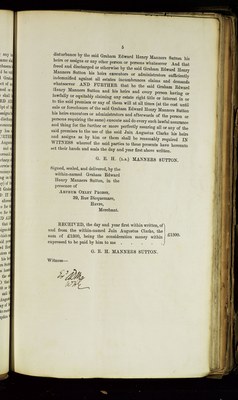 3
disturbance by the said Graham Edward Henry Manners Sutton his
heirs or assigns or any other person or persons whomsoever And that
freed and discharged or otherwise by the said Graham Edward Henry
Manners Sutton his heirs executors or administrators sufficiently
indemnified against all estates incumbrances claims and demands
whatsoever AND FURTHER that he the said Graham Edward
Henry Manners Sutton and his heirs and every person having or
lawfully or equitably claiming any estate right title or interest in or
to the said premises or any of them will at all times (at the cost until
sale or foreclosure of the said Graham Edward Henry Manners Sutton
his heirs executors or administrators and afterwards of the person or
persons requiring the same) execute and do every such lawful assurance
and thing for the further or more perfectly assuring all or any of the
said premises to the use of the said Augustus Clarke his heirs
and assigns as by him or them shall be reasonably required IN
WITNESS whereof the said parties to these presents have hereunto
set their hands and seals the day and year first above written
G. E. H. (L.S.) MANNERS SUTTON.
Signed, sealed, and delivered, by the
within-named Graham Edward
Henry Manners Sutton, in the
presence of
ARTHUR
39, Rue
Havre,
RECEIVED, the day and year first within written, of
and from the within-named Augustus Clarke, the
sum of £1300, being the consideration money within
expressed to be paid by him to me
£1300
G. E. H. MANNERS SUTTON.
Witness—